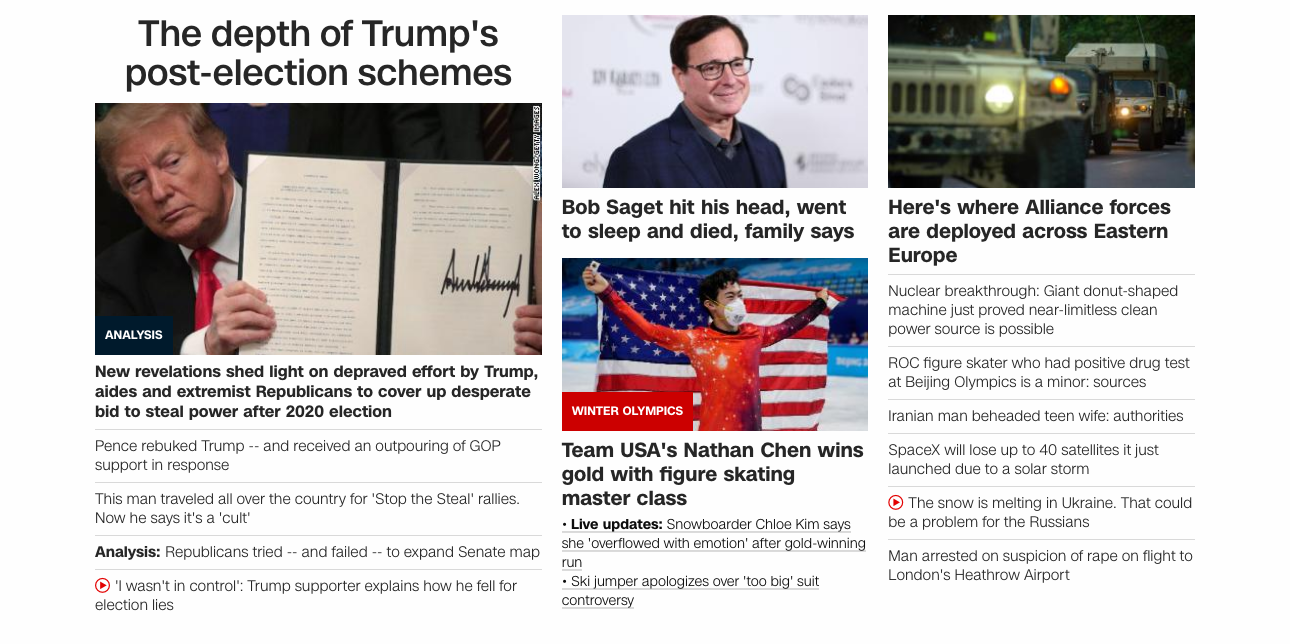 The depth of Trump's
post-election schemes
ALEX WONG/GETTY IMAGES
ANALYSIS
New revelations shed light on depraved effort by Trump,
aides and extremist Republicans to cover up desperate
bid to steal power after 2020 election
Pence rebuked Trump -- and received an outpouring of GOP
support in response
This man traveled all over the country for 'Stop the Steal' rallies.
Now he says it's a 'cult'
Analysis: Republicans tried -- and failed -- to expand Senate map
'I wasn't in control': Trump supporter explains how he fell for
election lies
Bob Saget hit his head, went
to sleep and died, family says
WINTER OLYMPICS
Team USA's Nathan Chen wins
gold with figure skating
master class
• Live updates: Snowboarder Chloe Kim says
she 'overflowed with emotion' after gold-winning
run
• Ski jumper apologizes over 'too big' suit
controversy
Here's where Alliance forces
are deployed across Eastern
Europe
Nuclear breakthrough: Giant donut-shaped
machine just proved near-limitless clean
power source is possible
ROC figure skater who had positive drug test
at Beijing Olympics is a minor: sources
Iranian man beheaded teen wife: authorities
SpaceX will lose up to 40 satellites it just
launched due to a solar storm
The snow is melting in Ukraine. That could
be a problem for the Russians
Man arrested on suspicion of rape on flight to
London's Heathrow Airport